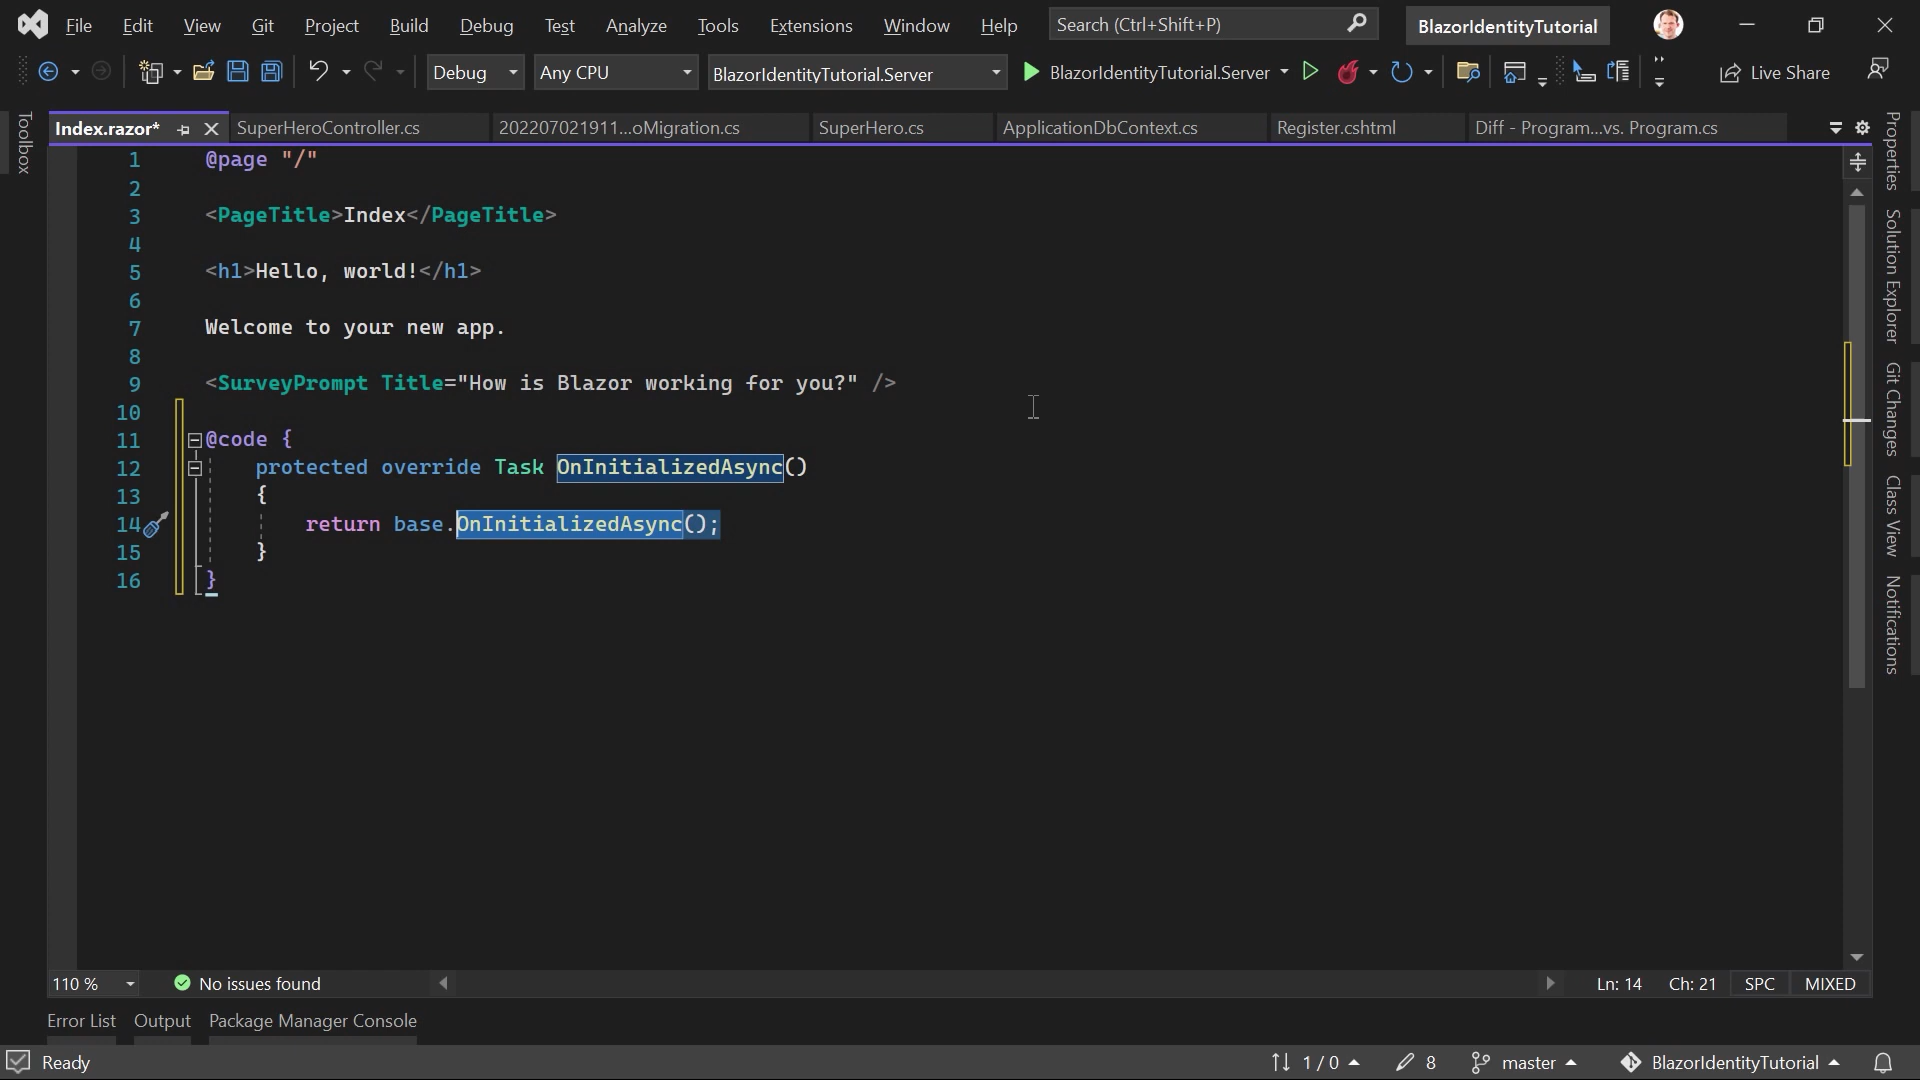 File Edit View Git Project Build Debug Test Analyze Tools Extensions Window Help Search (Ctrl+Shift+P) BlazorIdentityTutorial
Debug Any CPU BlazorIdentityTutorial.Server BlazorIdentityTutorial.Server Live Share
Index.razor* SuperHeroController.cs 202207021911...oMigration.cs SuperHero.cs ApplicationDbContext.cs Register.cshtml Diff - Program...vs. Program.cs
Toolbox
1 @page "/"
2
3 <PageTitle>Index</PageTitle>
4
5 <h1>Hello, world!</h1>
6
7 Welcome to your new app.
8
9 <SurveyPrompt Title="How is Blazor working for you?" />
10
11 @code {
12 protected override Task OnInitializedAsync()
13 {
14 return base.OnInitializedAsync();
15 }
16 }
Properties
Solution Explorer
Git Changes
Class View
Notifications
110 % No issues found Ln: 14 Ch: 21 SPC MIXED
Error List Output Package Manager Console
Ready 1 / 0 8 master BlazorIdentityTutorial